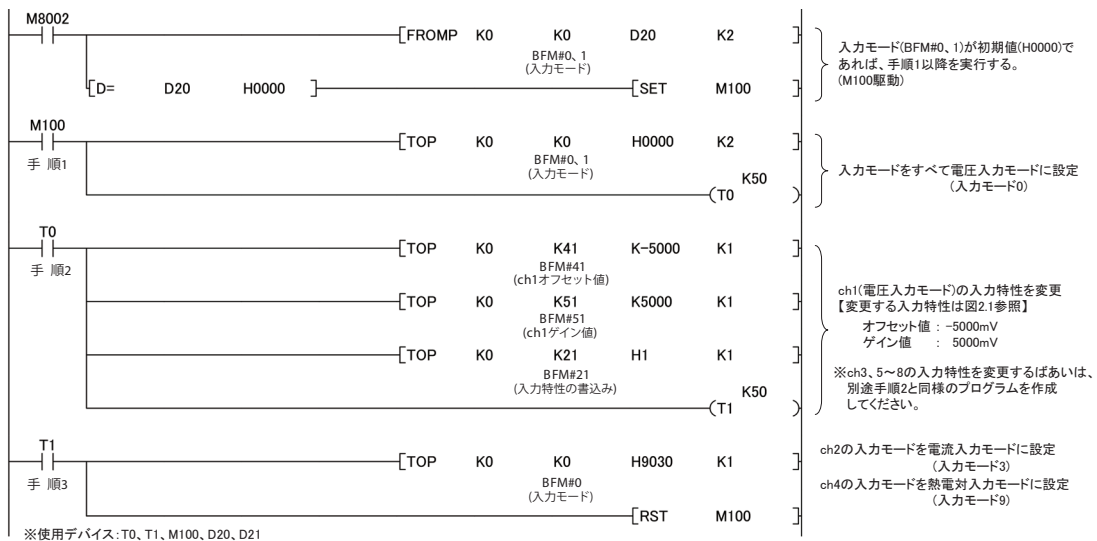 M8002
FROMP K0 K0 D20 K2
BFM#0、1
(入力モード)
D= D20 H0000
SET M100
入力モード(BFM#0、1)が初期値(H0000)で
あれば、手順1以降を実行する。
(M100駆動)
M100
手 順1
TOP K0 K0 H0000 K2
BFM#0、1
(入力モード)
K50
T0
入力モードをすべて電圧入力モードに設定
(入力モード0)
T0
手 順2
TOP K0 K41 K-5000 K1
BFM#41
(ch1オフセット値)
TOP K0 K51 K5000 K1
BFM#51
(ch1ゲイン値)
TOP K0 K21 H1 K1
BFM#21
(入力特性の書込み)
K50
T1
ch1(電圧入力モード)の入力特性を変更
【変更する入力特性は図2.1参照】
オフセット値 : -5000mV
ゲイン値 : 5000mV
※ch3、5~8の入力特性を変更するばあいは、
別途手順2と同様のプログラムを作成
してください。
T1
手 順3
TOP K0 K0 H9030 K1
BFM#0
(入力モード)
RST M100
ch2の入力モードを電流入力モードに設定
(入力モード3)
ch4の入力モードを熱電対入力モードに設定
(入力モード9)
※使用デバイス:T0、T1、M100、D20、D21